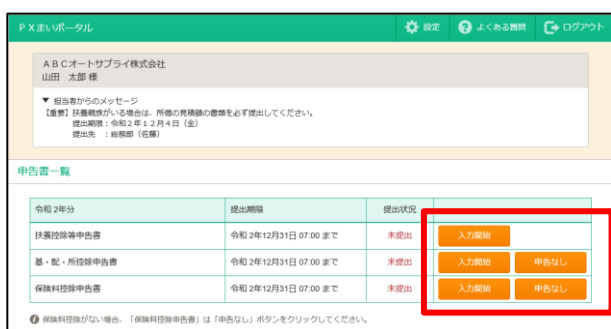 PXまいポータル 設定 よくある質問 ログアウト
ABCオートサプライ株式会社
山田 太郎 様
▼ 担当者からのメッセージ
【重要】扶養親族がいる場合は、所得の見積額の書類を必ず提出してください。
提出期限：令和2年12月4日（金）
提出先 ：総務部（佐藤）
申告書一覧
令和 2年分 提出期限 提出状況
扶養控除等申告書 令和 2年12月31日 07:00 まで 未提出 入力開始
基・配・所控除申告書 令和 2年12月31日 07:00 まで 未提出 入力開始 申告なし
保険料控除申告書 令和 2年12月31日 07:00 まで 未提出 入力開始 申告なし
保険料控除がない場合、「保険料控除申告書」は「申告なし」ボタンをクリックしてください。